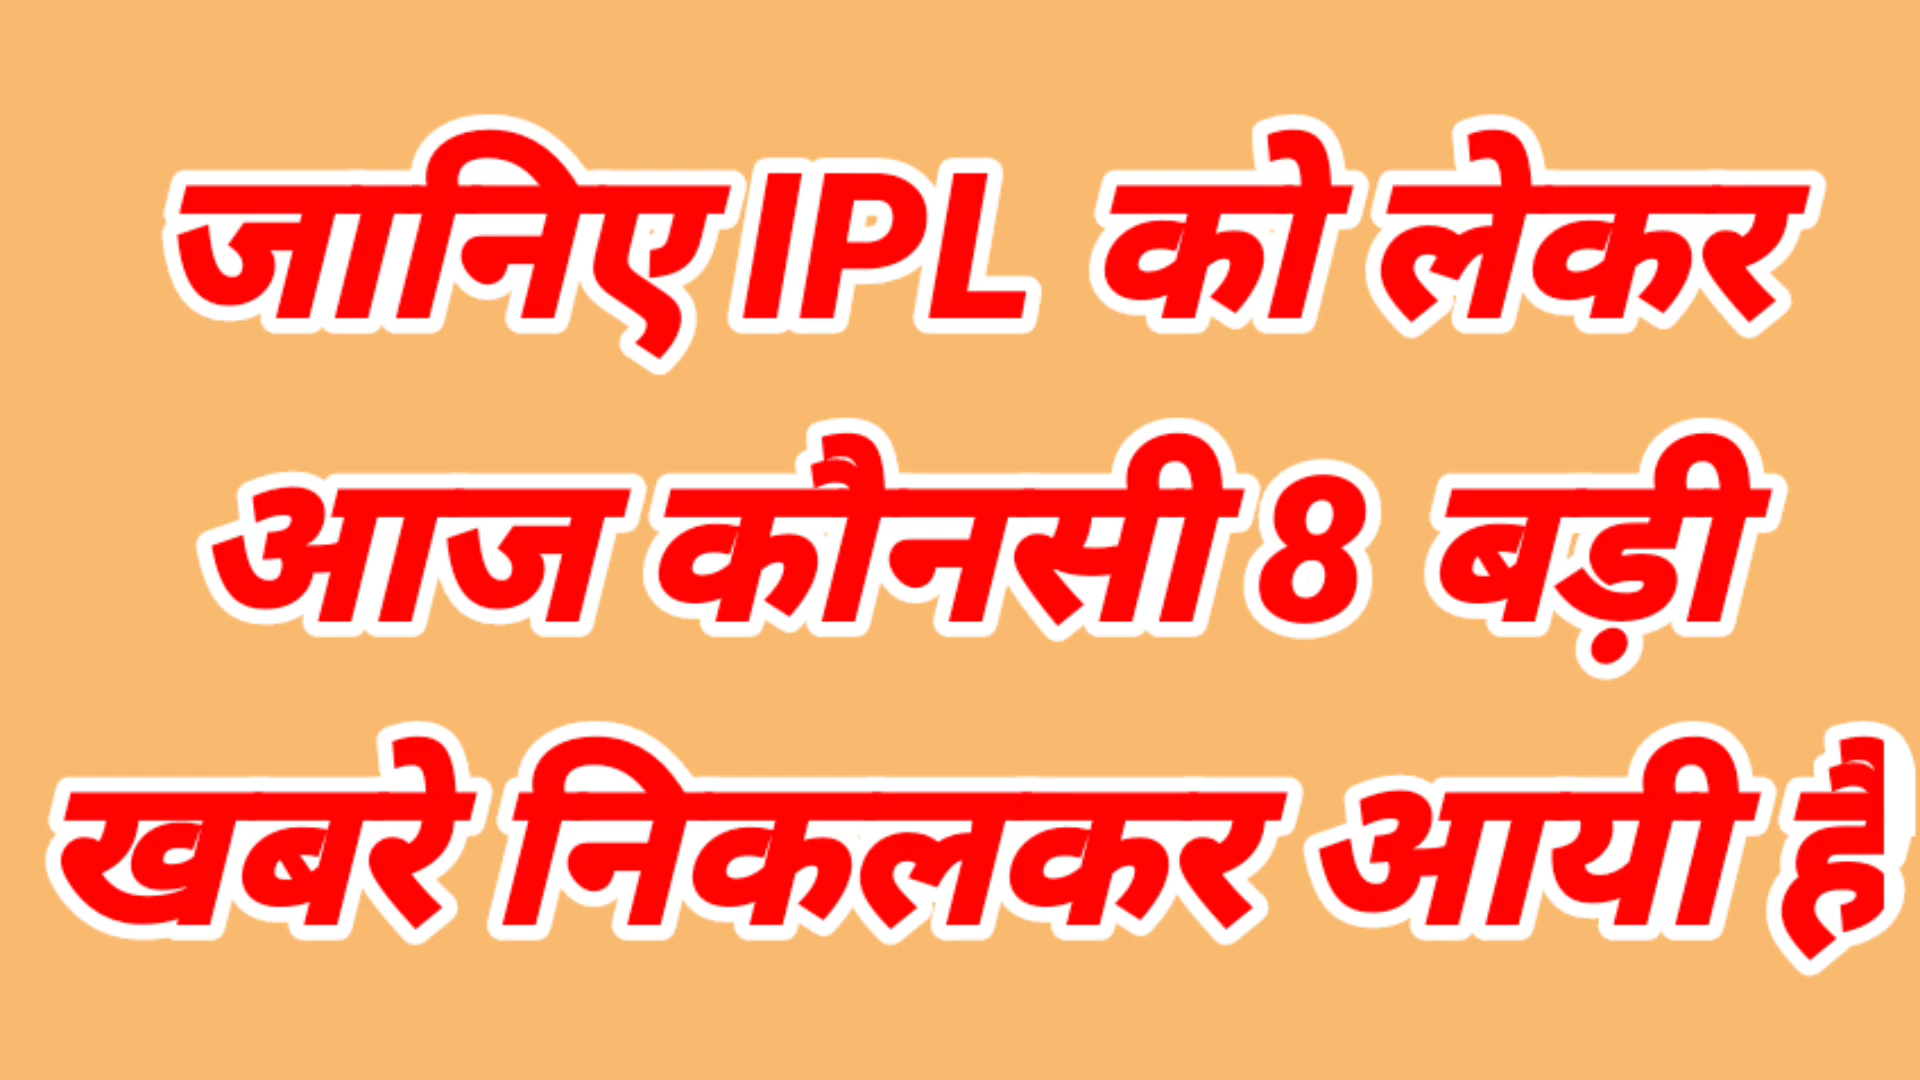 जानिए IPL को लेकर
आज कौनसी 8 बड़ी
खबरे निकलकर आयी है